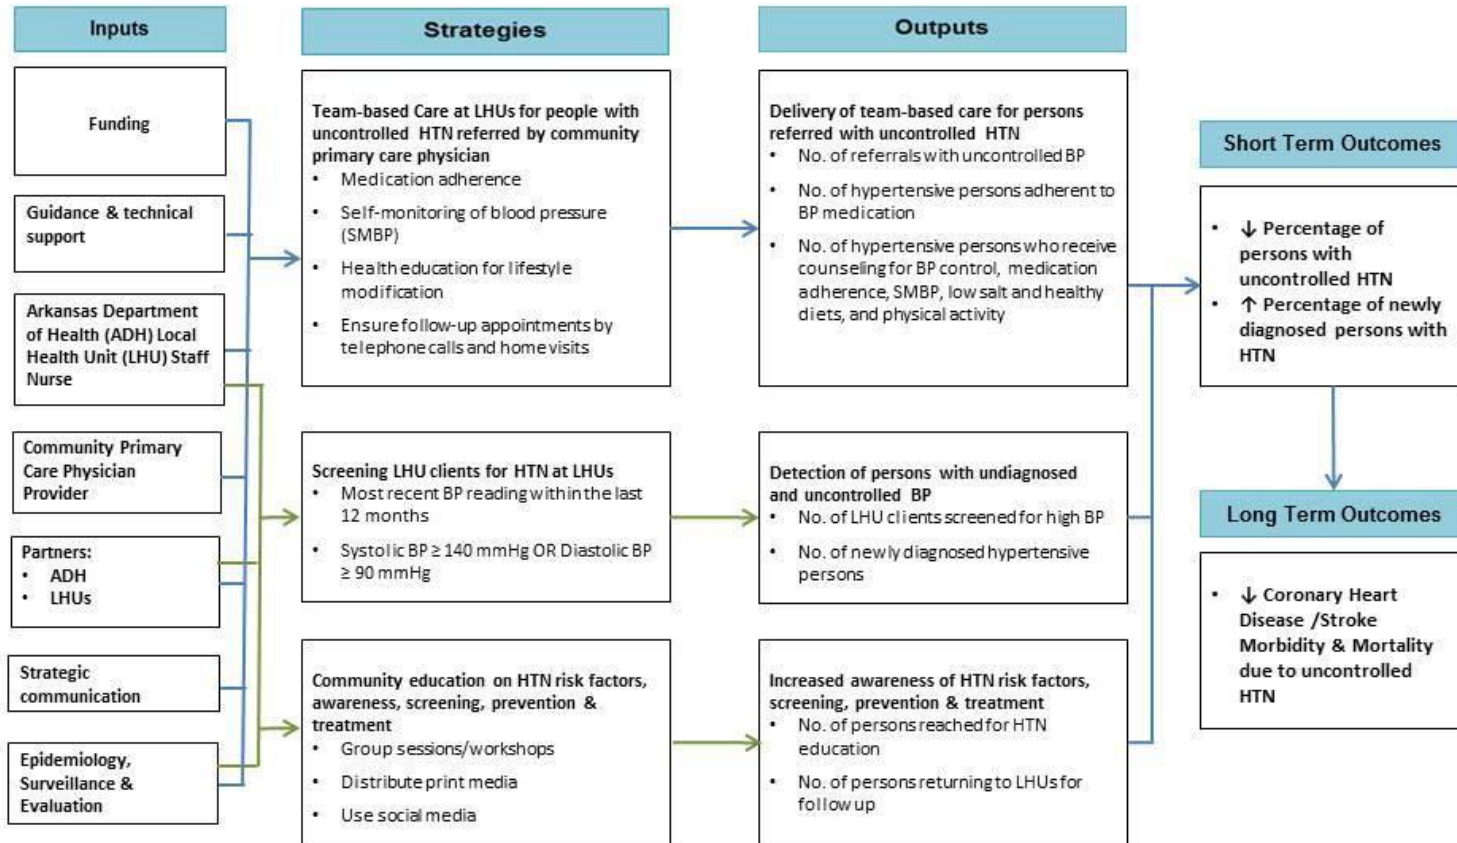 Inputs
Funding
Guidance & technical
support
Arkansas Department
of Health (ADH) Local
Health Unit (LHU) Staff
Nurse
Community Primary
Care Physician
Provider
Partners:
• ADH
• LHUs
Strategic
communication
Epidemiology,
Surveillance &
Evaluation
Strategies
Team-based Care at LHUs for people with
uncontrolled HTN referred by community
primary care physician
• Medication adherence
• Self-monitoring of blood pressure
(SMBP)
• Health education for lifestyle
modification
• Ensure follow-up appointments by
telephone calls and home visits
Screening LHU clients for HTN at LHUs
• Most recent BP reading within the last
12 months
• Systolic BP ≥ 140 mmHg OR Diastolic BP
≥ 90 mmHg
Community education on HTN risk factors,
awareness, screening, prevention &
treatment
• Group sessions/workshops
• Distribute print media
• Use social media
Outputs
Delivery of team-based care for persons
referred with uncontrolled HTN
• No. of referrals with uncontrolled BP
• No. of hypertensive persons adherent to
BP medication
• No. of hypertensive persons who receive
counseling for BP control, medication
adherence, SMBP, low salt and healthy
diets, and physical activity
Detection of persons with undiagnosed
and uncontrolled BP
• No. of LHU clients screened for high BP
• No. of newly diagnosed hypertensive
persons
Increased awareness of HTN risk factors,
screening, prevention & treatment
• No. of persons reached for HTN
education
• No. of persons returning to LHUs for
follow up
Short Term Outcomes
• ↓ Percentage of
persons with
uncontrolled HTN
• ↑ Percentage of newly
diagnosed persons with
HTN
Long Term Outcomes
• ↓ Coronary Heart
Disease /Stroke
Morbidity & Mortality
due to uncontrolled
HTN